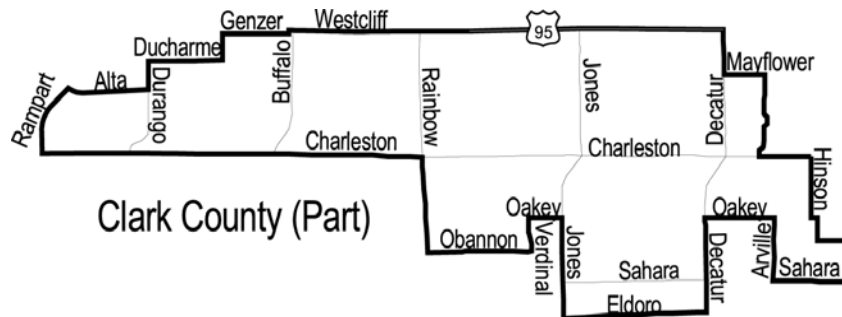 Genzer
Westcliff
95
Ducharme
Mayflower
Alta
Rampart
Durango
Buffalo
Rainbow
Jones
Decatur
Charleston
Charleston
Hinson
Clark County (Part)
Oakey
Oakey
Obannon
Verdinal
Jones
Decatur
Arville
Sahara
Sahara
Eldoro